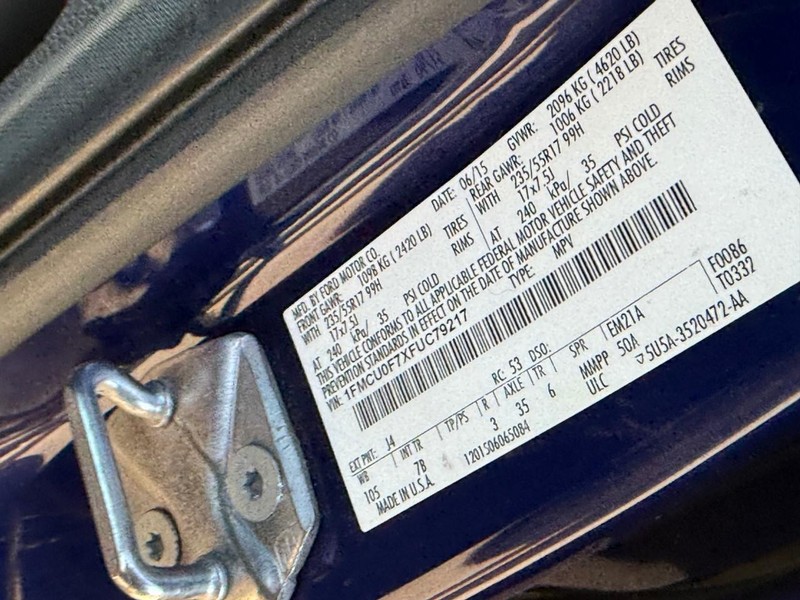 MFD. BY FORD MOTOR CO.
DATE: 06/15 GVWR: 2096 KG ( 4620 LB)
FRONT GAWR: 1098 KG ( 2420 LB) REAR GAWR: 1006 KG ( 2218 LB)
WITH 235/55R17 99H TIRES WITH 235/55R17 99H TIRES
17x7.5J RIMS 17x7.5J RIMS
AT 240 kPa/ 35 PSI COLD AT 240 kPa/ 35 PSI COLD
THIS VEHICLE CONFORMS TO ALL APPLICABLE FEDERAL MOTOR VEHICLE SAFETY AND THEFT
PREVENTION STANDARDS IN EFFECT ON THE DATE OF MANUFACTURE SHOWN ABOVE.
VIN: 1FMCU0F7XFUC79217 TYPE: MPV
F0086
T0332
EXT PNT: J4 RC: 53 DSO:
WB INT TR TP/PS R AXLE TR SPR EM21A
105 7B 3 35 6 MMPP 50A
MADE IN U.S.A. ULC ▽5U5A-3520472-AA
1201506065084